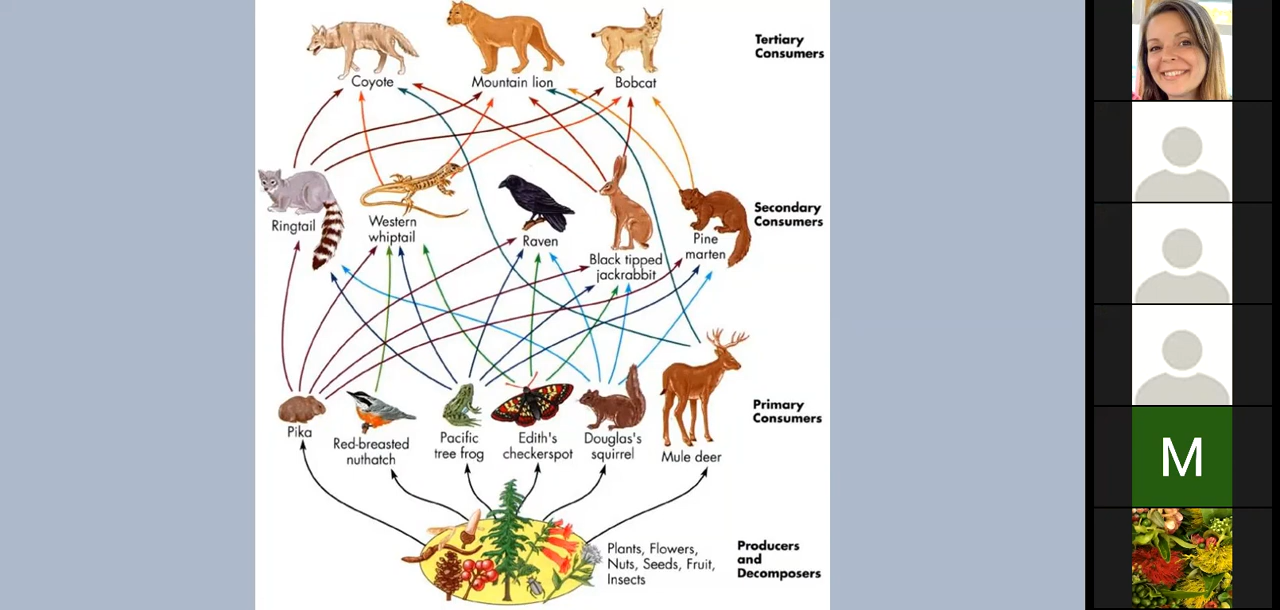 Tertiary
Consumers
Coyote
Mountain lion
Bobcat
Secondary
Consumers
Ringtail
Western
whiptail
Raven
Black tipped
jackrabbit
Pine
marten
Primary
Consumers
Pika
Red-breasted
nuthatch
Pacific
tree frog
Edith's
checkerspot
Douglas's
squirrel
Mule deer
Plants, Flowers,
Nuts, Seeds, Fruit,
Insects
Producers
and
Decomposers
M